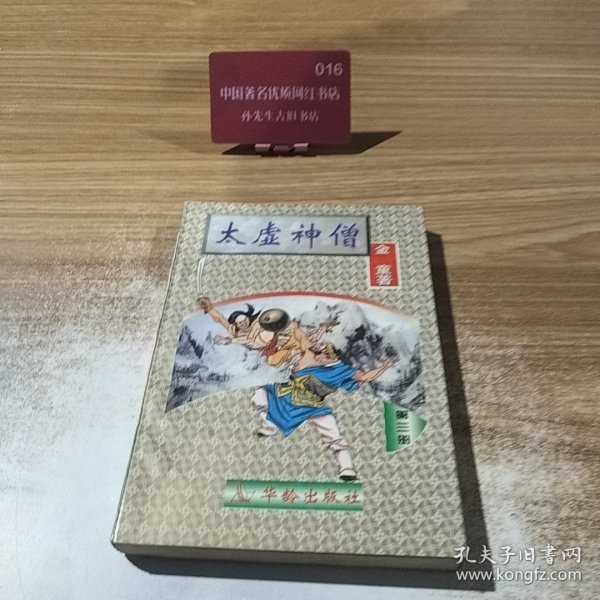 016
中国著名优质网红书店
孙先生古旧书店
太虚神僧
金童著
第三册
华龄出版社
孔夫子旧书网
www.kongfz.com